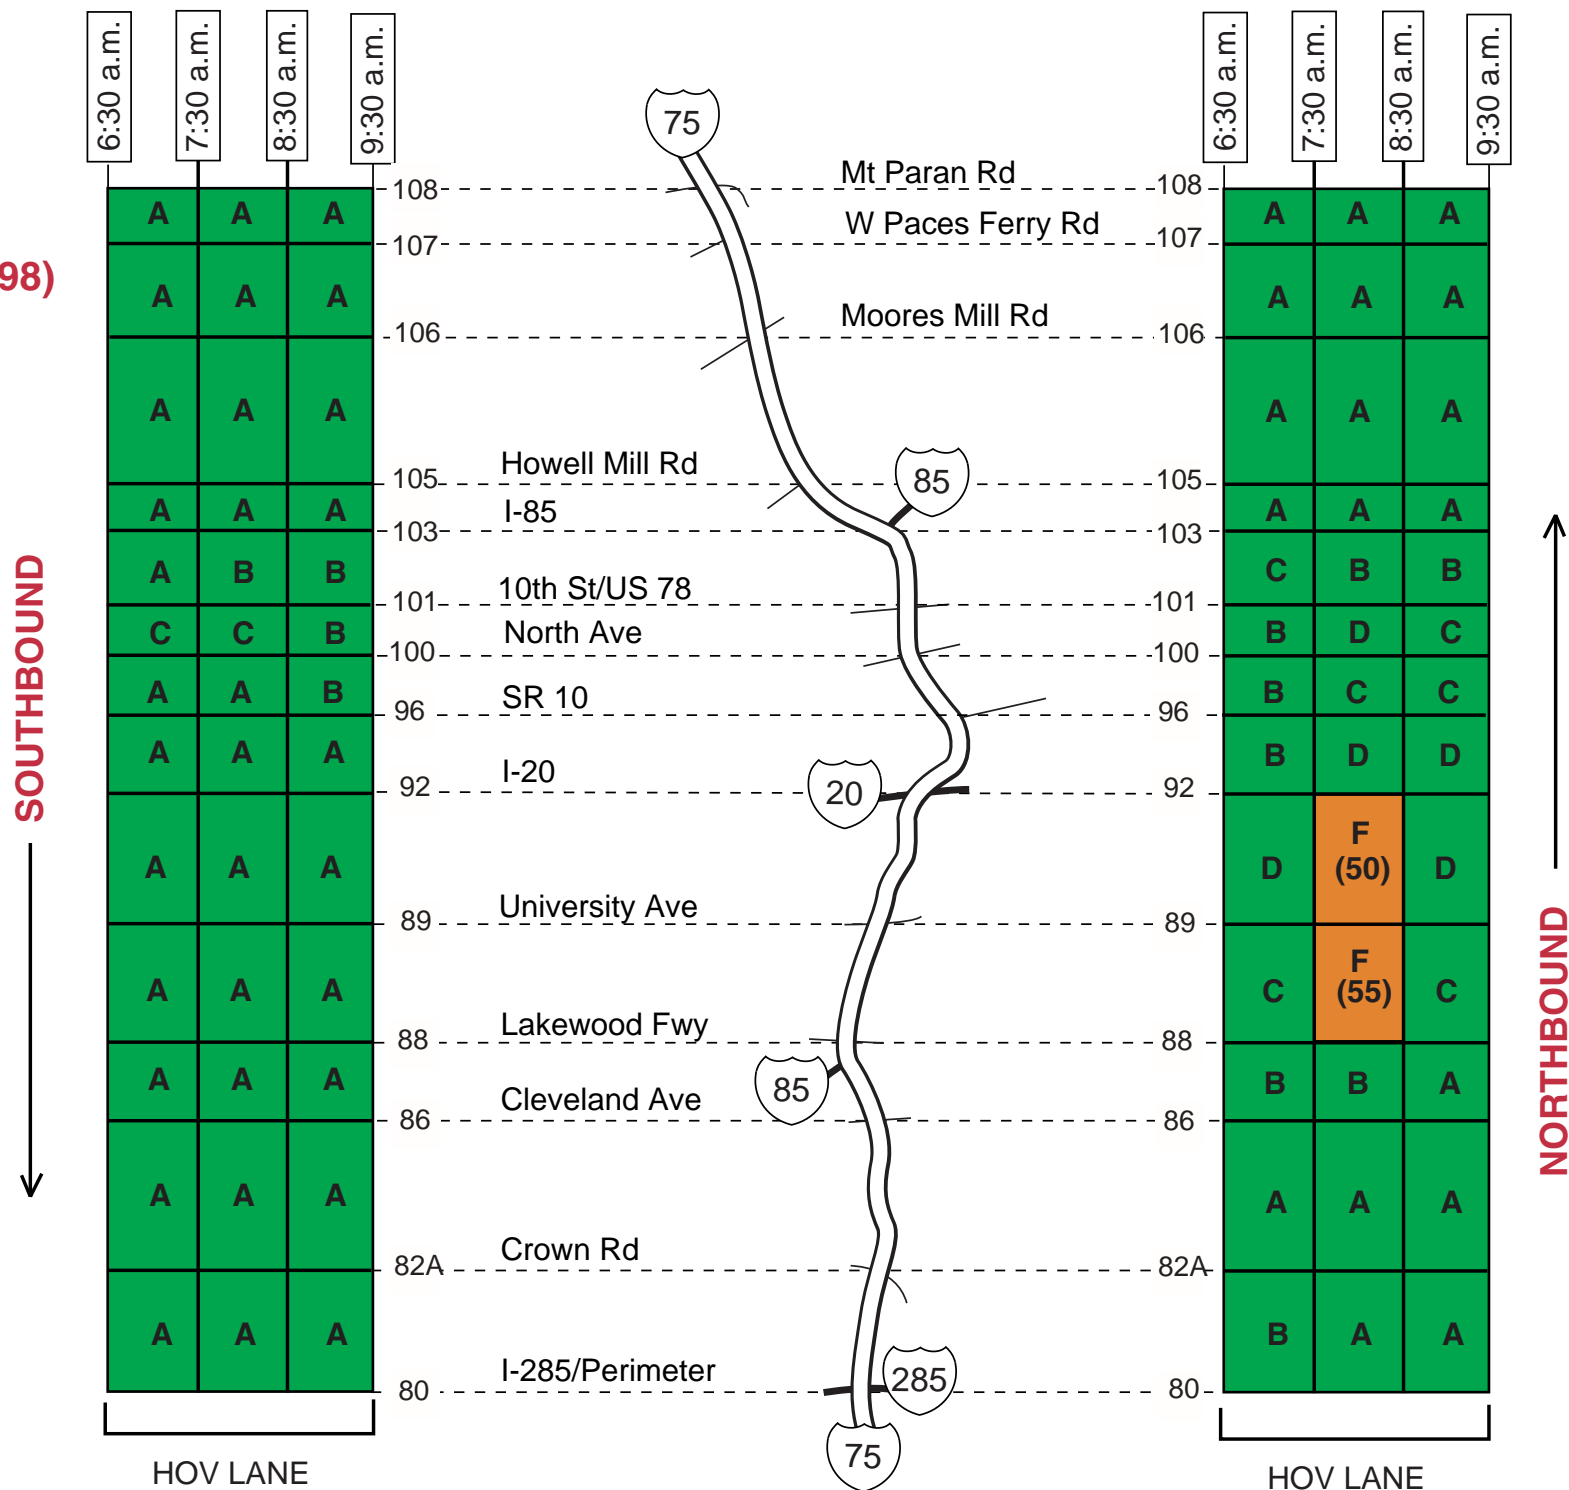 6:30 a.m. 7:30 a.m. 8:30 a.m. 9:30 a.m. 6:30 a.m. 7:30 a.m. 8:30 a.m. 9:30 a.m.
75
108 Mt Paran Rd 108
A A A A A A
107 W Paces Ferry Rd 107
98)
A A A A A A
106 Moores Mill Rd 106
A A A A A A
105 Howell Mill Rd 85 105
A A A A A A
103 I-85 103
A B B C B B
101 10th St/US 78 101
C C B B D C
100 North Ave 100
A A B B C C
96 SR 10 96
A A A B D D
92 I-20 20 92
A A A D F (50) D
89 University Ave 89
A A A C F (55) C
88 Lakewood Fwy 88
A A A 85 B B A
86 Cleveland Ave 86
A A A A A A
82A Crown Rd 82A
A A A B A A
80 I-285/Perimeter 285 80
75
HOV LANE HOV LANE
SOUTHBOUND
NORTHBOUND